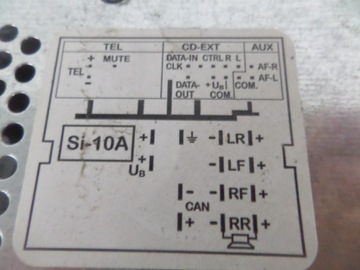 TEL CD-EXT AUX
+ MUTE DATA-IN CTRL R L
Si CLK AF-R
TEL AF-L
- DATA- +UB COM.
OUT COM.
Si-10A + - LR +
+ - LF +
UB
- - RF +
CAN
+ - RR +